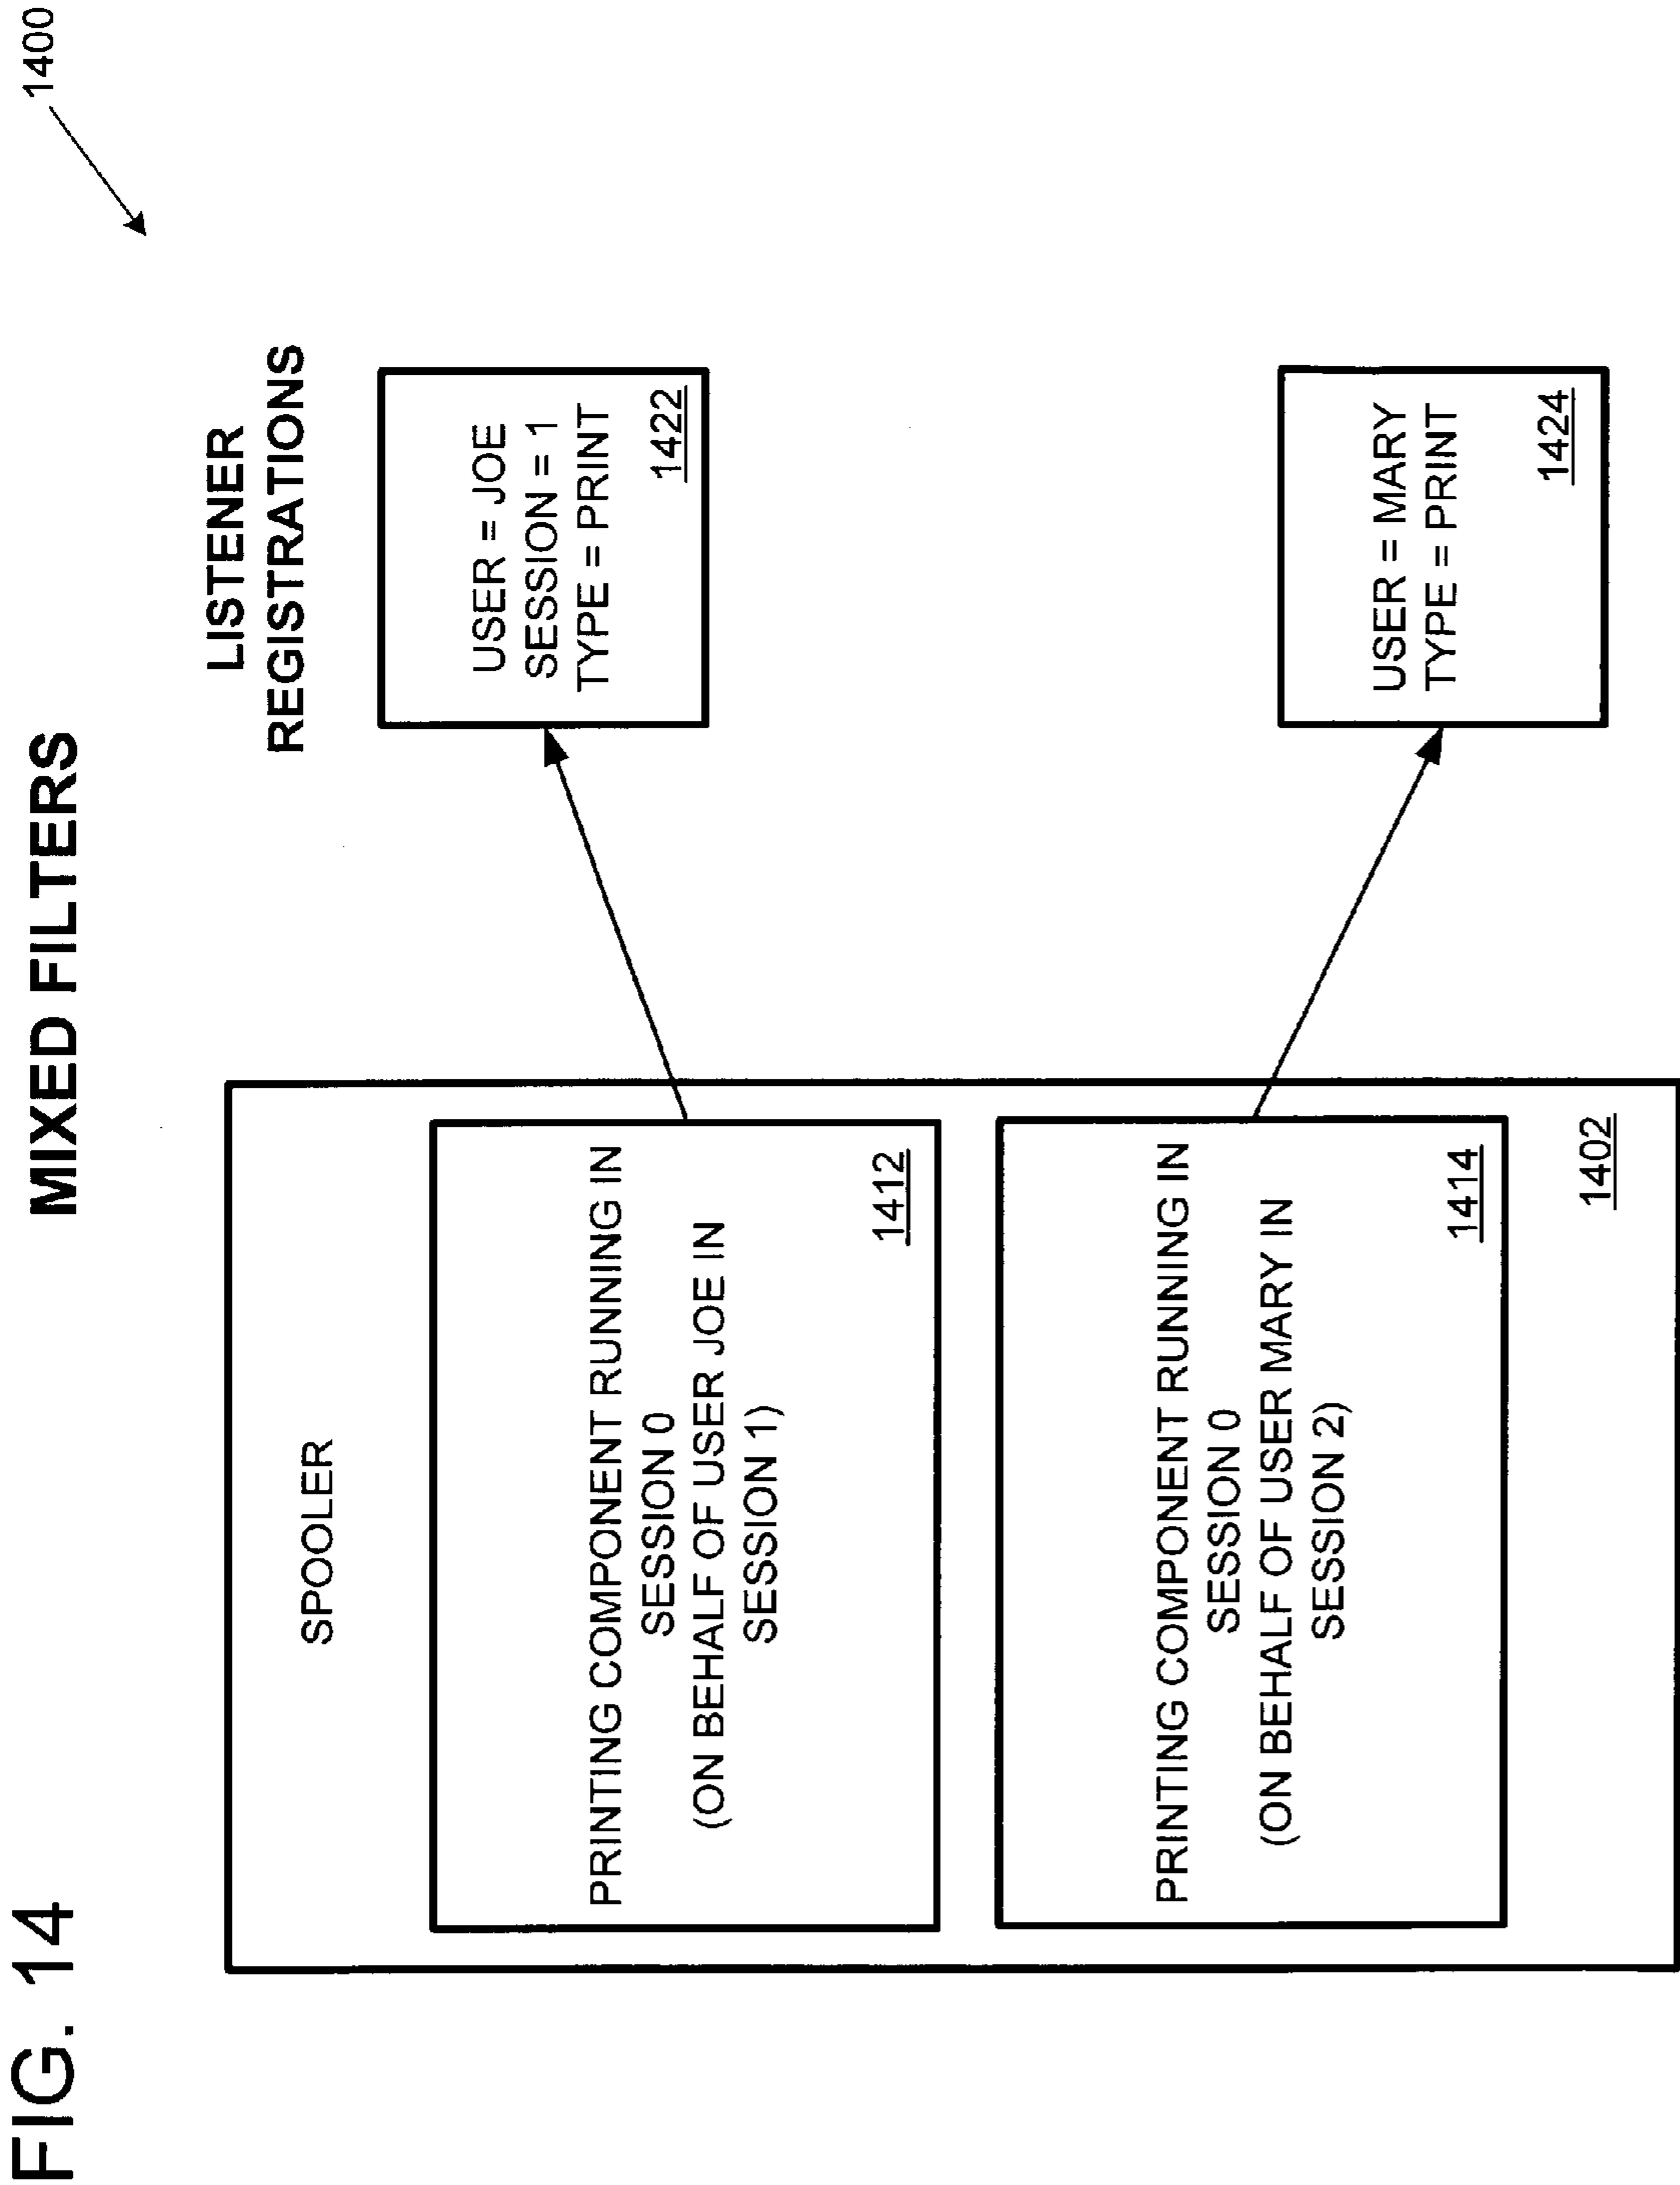 FIG. 14
MIXED FILTERS
1400
LISTENER
REGISTRATIONS
SPOOLER
PRINTING COMPONENT RUNNING IN
SESSION 0
(ON BEHALF OF USER JOE IN
SESSION 1)
1412
USER = JOE
SESSION = 1
TYPE = PRINT
1422
PRINTING COMPONENT RUNNING IN
SESSION 0
(ON BEHALF OF USER MARY IN
SESSION 2)
1414
USER = MARY
TYPE = PRINT
1424
1402